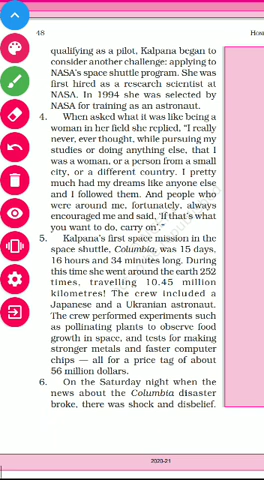 48
HON
qualifying as a pilot, Kalpana began to
consider another challenge: applying to
NASA's space shuttle program. She was
first hired as a research scientist at
NASA. In 1994 she was selected by
NASA for training as an astronaut.
4. When asked what it was like being a
woman in her field she replied, "I really
never, ever thought, while pursuing my
studies or doing anything else, that I
was a woman, or a person from a small
city, or a different country. I pretty
much had my dreams like anyone else
and I followed them. And people who
were around me, fortunately, always
encouraged me and said, 'If that's what
you want to do, carry on'."
5. Kalpana's first space mission in the
space shuttle, Columbia, was 15 days,
16 hours and 34 minutes long. During
this time she went around the earth 252
times, travelling 10.45 million
kilometres! The crew included a
Japanese and a Ukranian astronaut.
The crew performed experiments such
as pollinating plants to observe food
growth in space, and tests for making
stronger metals and faster computer
chips — all for a price tag of about
56 million dollars.
6. On the Saturday night when the
news about the Columbia disaster
broke, there was shock and disbelief.
2020-21